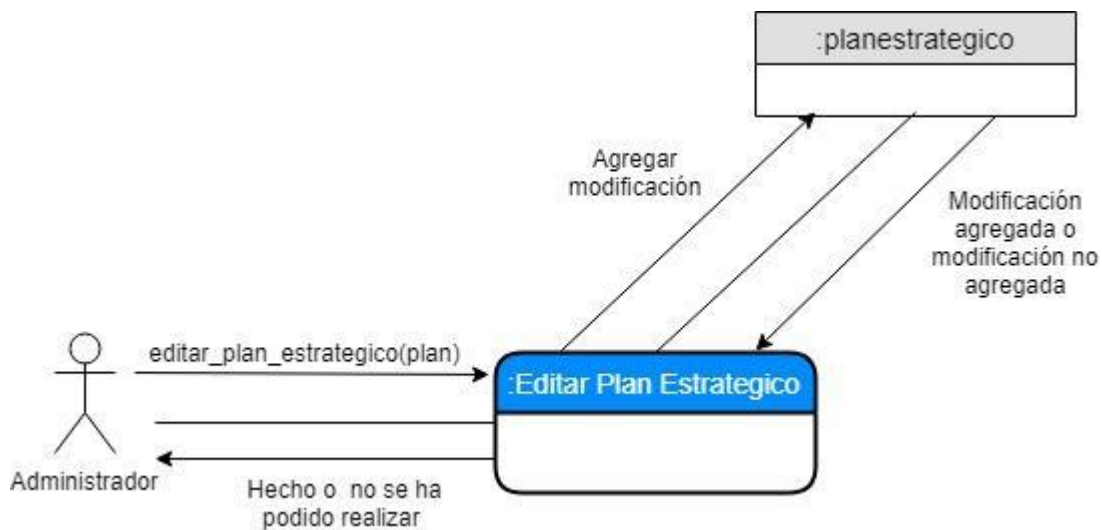 :planestrategico
Agregar
modificación
Modificación
agregada o
modificación no
agregada
editar_plan_estrategico(plan)
:Editar Plan Estrategico
Administrador
Hecho o no se ha
podido realizar